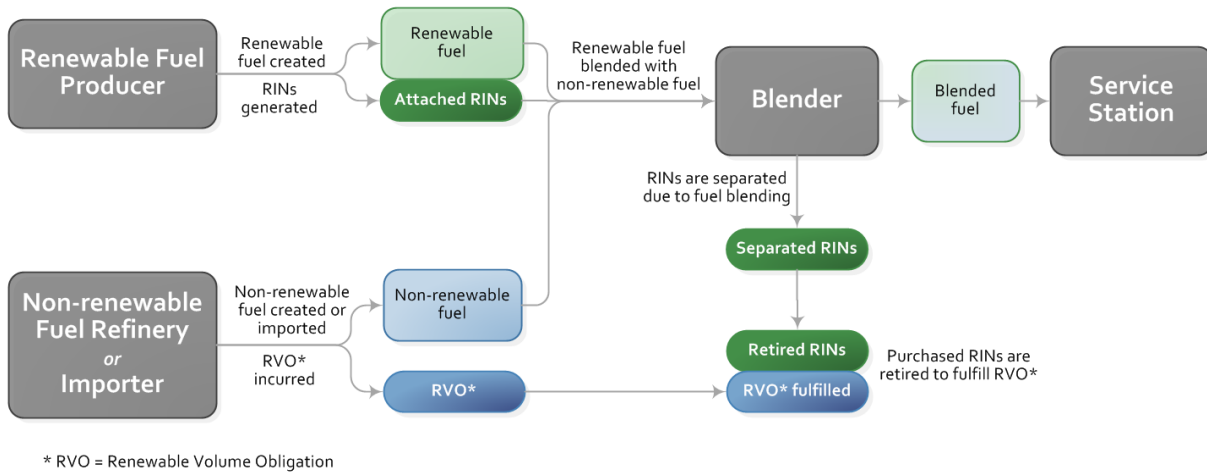 Renewable Fuel
Producer
Renewable
fuel created
RINs
generated
Renewable
fuel
Attached RINs
Renewable fuel
blended with
non-renewable fuel
Blender
Blended
fuel
Service
Station
RINs are separated
due to fuel blending
Separated RINs
Non-renewable
Fuel Refinery
or
Importer
Non-renewable
fuel created or
imported
RVO*
incurred
Non-renewable
fuel
RVO*
Retired RINs
RVO* fulfilled
Purchased RINs are
retired to fulfill RVO*
* RVO = Renewable Volume Obligation